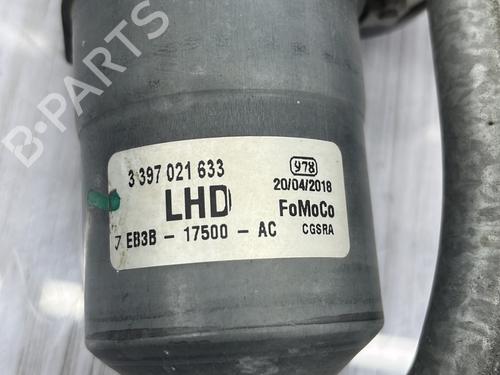 B-PARTS
3 397 021 633
978
LHD
20/04/2018
FoMoCo
7 EB3B - 17500 - AC
CGSRA